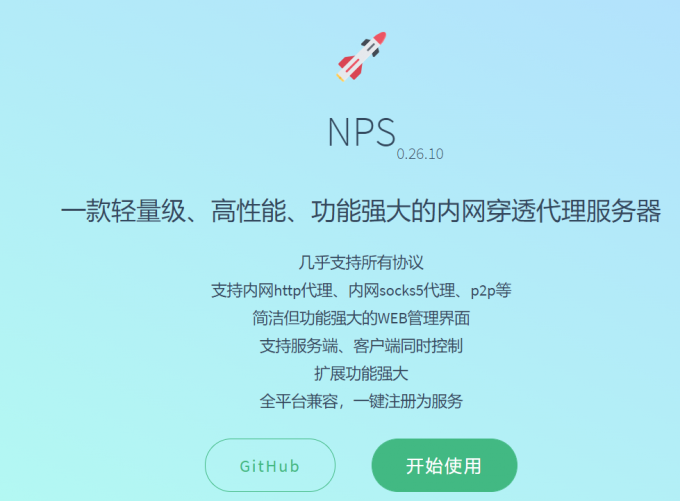 NPS 0.26.10
一款轻量级、高性能、功能强大的内网穿透代理服务器
几乎支持所有协议
支持内网http代理、内网socks5代理、p2p等
简洁但功能强大的WEB管理界面
支持服务端、客户端同时控制
扩展功能强大
全平台兼容，一键注册为服务
GitHub
开始使用